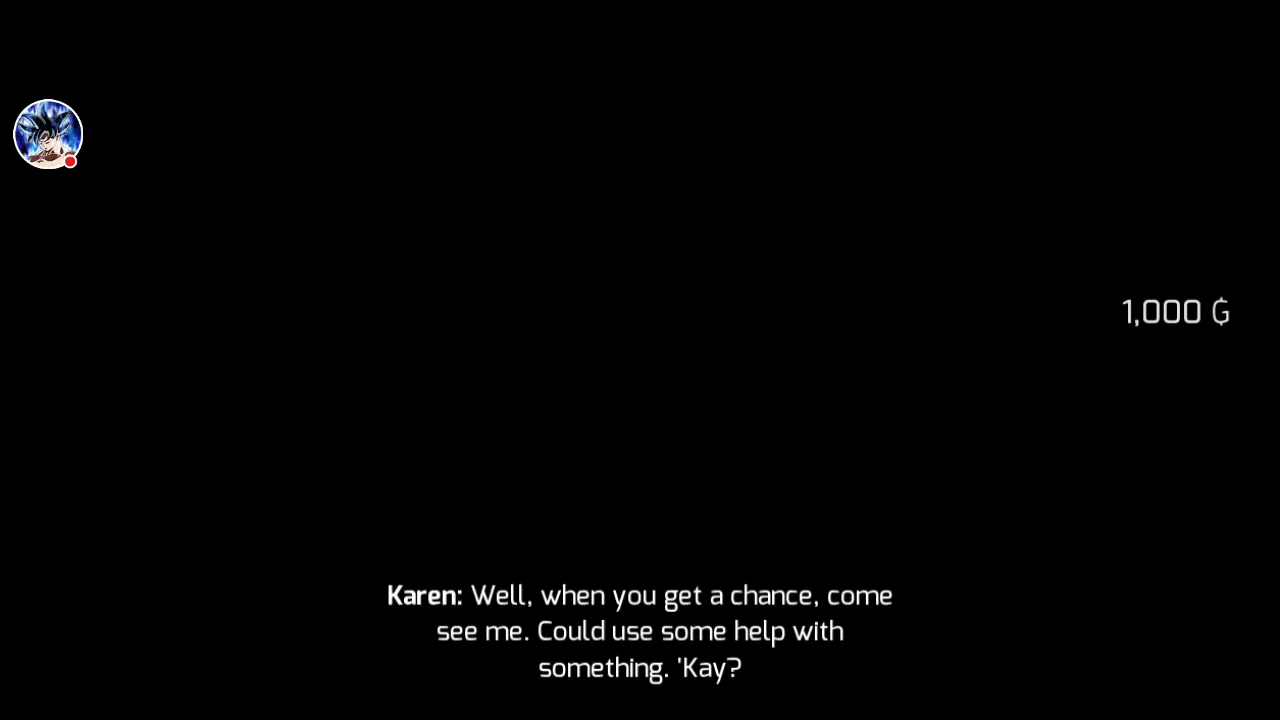 1,000 ₲
Karen: Well, when you get a chance, come
see me. Could use some help with
something. 'Kay?